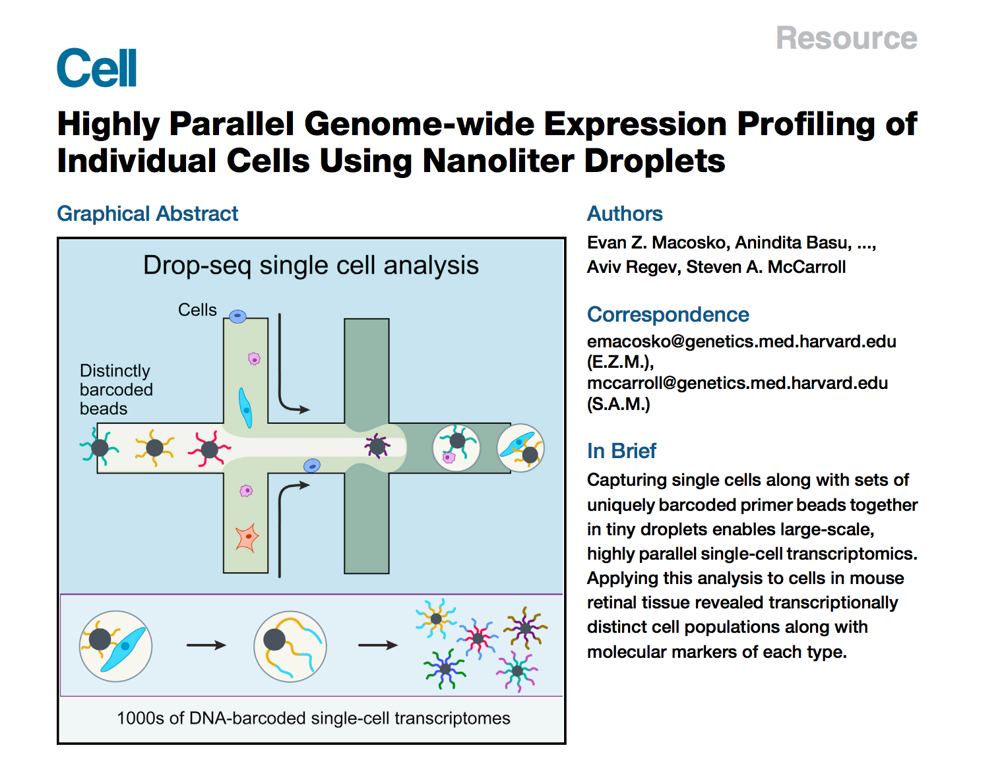 Resource
Cell
Highly Parallel Genome-wide Expression Profiling of
Individual Cells Using Nanoliter Droplets
Graphical Abstract
Drop-seq single cell analysis
Cells
Distinctly
barcoded
beads
1000s of DNA-barcoded single-cell transcriptomes
Authors
Evan Z. Macosko, Anindita Basu, ...,
Aviv Regev, Steven A. McCarroll
Correspondence
emacosko@genetics.med.harvard.edu
(E.Z.M.),
mccarroll@genetics.med.harvard.edu
(S.A.M.)
In Brief
Capturing single cells along with sets of
uniquely barcoded primer beads together
in tiny droplets enables large-scale,
highly parallel single-cell transcriptomics.
Applying this analysis to cells in mouse
retinal tissue revealed transcriptionally
distinct cell populations along with
molecular markers of each type.